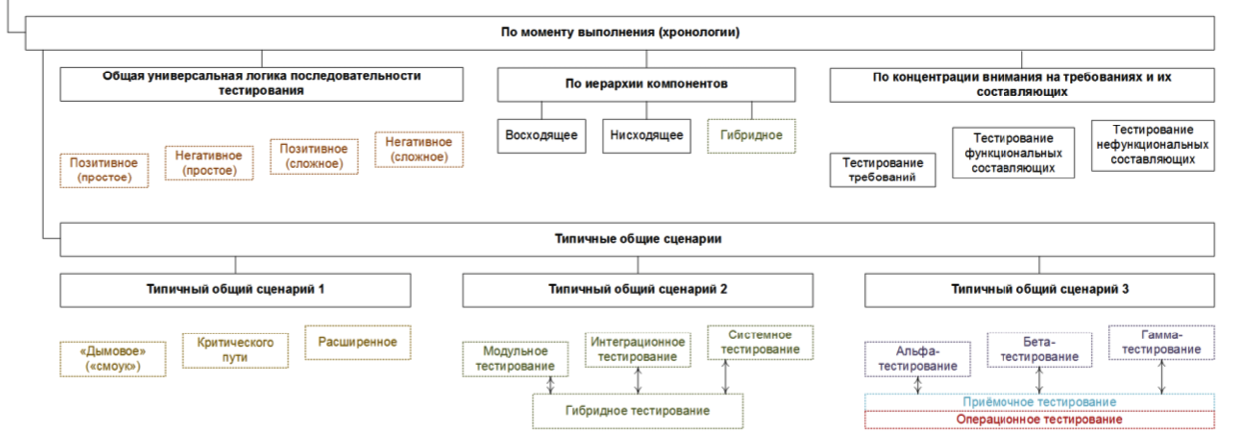 По моменту выполнения (хронологии)
Общая универсальная логика последовательности
тестирования
По иерархии компонентов
По концентрации внимания на требованиях и их
составляющих
Позитивное
(простое)
Негативное
(простое)
Позитивное
(сложное)
Негативное
(сложное)
Восходящее
Нисходящее
Гибридное
Тестирование
требований
Тестирование
функциональных
составляющих
Тестирование
нефункциональных
составляющих
Типичные общие сценарии
Типичный общий сценарий 1
Типичный общий сценарий 2
Типичный общий сценарий 3
«Дымовое»
(«смоук»)
Критического
пути
Расширенное
Модульное
тестирование
Интеграционное
тестирование
Системное
тестирование
Гибридное тестирование
Альфа-
тестирование
Бета-
тестирование
Гамма-
тестирование
Приёмочное тестирование
Операционное тестирование